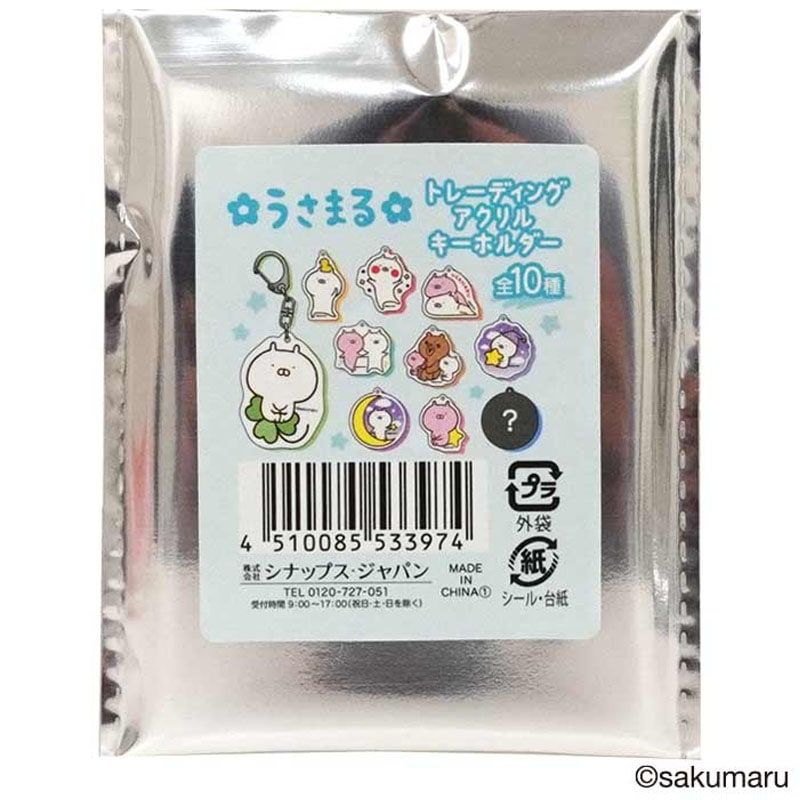 ✿うさまる✿
トレーディング
アクリル
キーホルダー
全10種
?
4 510085 533974
株式会社 シナップス・ジャパン
TEL 0120-727-051
受付時間 9:00〜17:00(祝日・土・日を除く)
MADE
IN
CHINA①
プラ
外袋
紙
シール・台紙
©sakumaru